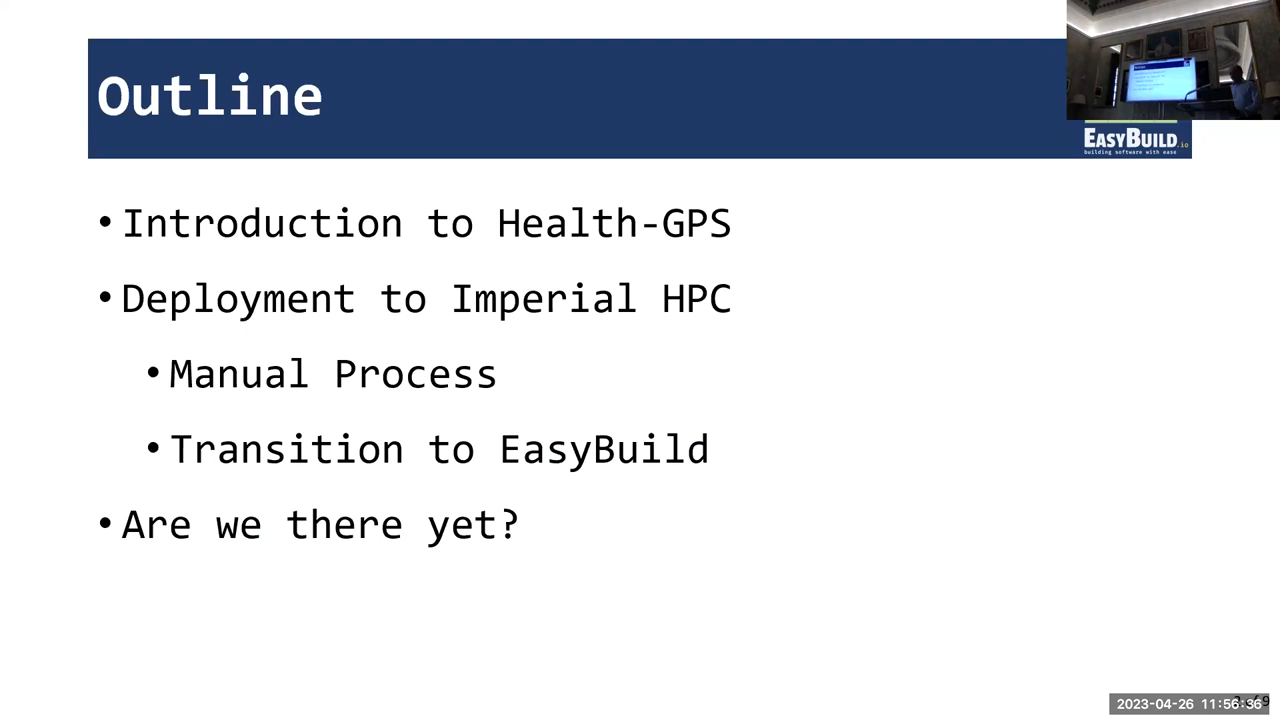 Outline
EASYBUILD.io
building software with ease
• Introduction to Health-GPS
• Deployment to Imperial HPC
• Manual Process
• Transition to EasyBuild
• Are we there yet?
2023-04-26 11:56:36